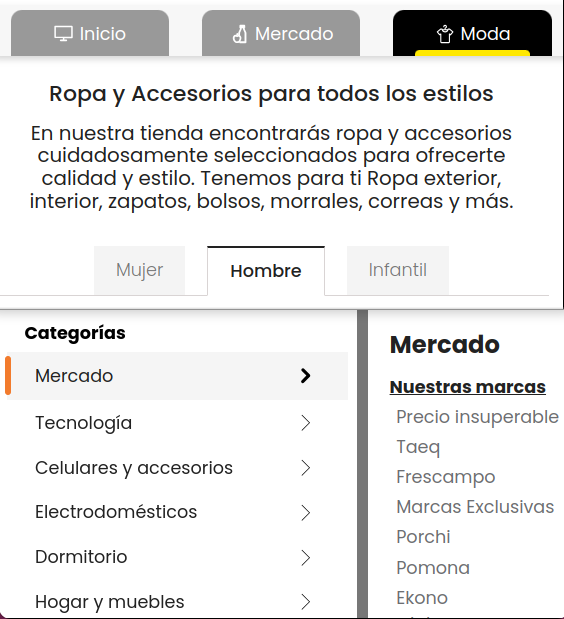 Inicio
Mercado
Moda
Ropa y Accesorios para todos los estilos
En nuestra tienda encontrarás ropa y accesorios
cuidadosamente seleccionados para ofrecerte
calidad y estilo. Tenemos para ti Ropa exterior,
interior, zapatos, bolsos, morrales, correas y más.
Mujer
Hombre
Infantil
Categorías
Mercado
Tecnología
Celulares y accesorios
Electrodomésticos
Dormitorio
Hogar y muebles
Mercado
Nuestras marcas
Precio insuperable
Taeq
Frescampo
Marcas Exclusivas
Porchi
Pomona
Ekono